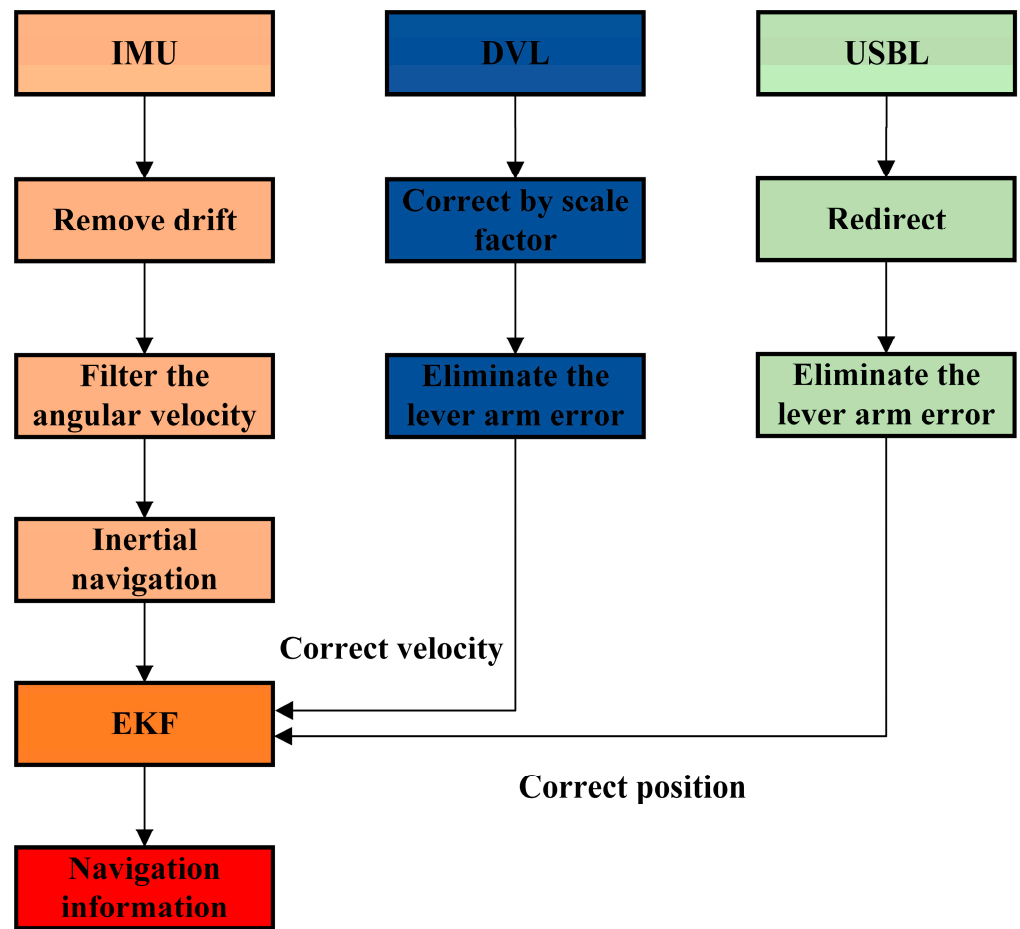 IMU
DVL
USBL
Remove drift
Correct by scale
factor
Redirect
Filter the
angular velocity
Eliminate the
lever arm error
Eliminate the
lever arm error
Inertial
navigation
Correct velocity
EKF
Correct position
Navigation
information